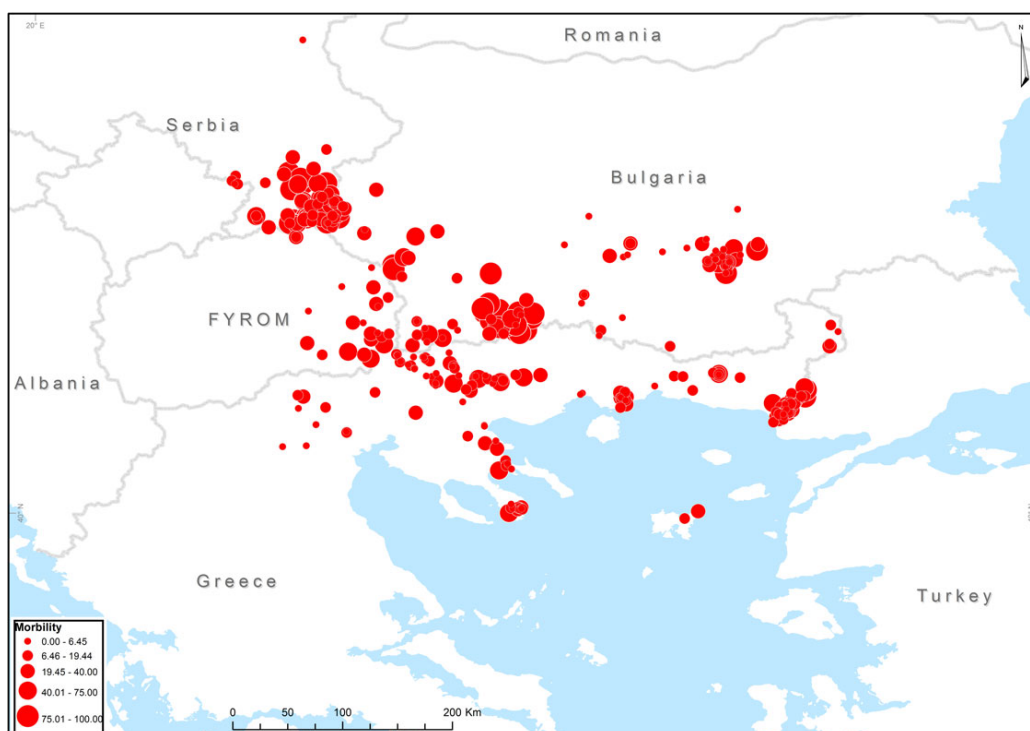 20° E
Romania
N
Serbia
Bulgaria
FYROM
Albania
40° N
Greece
Turkey
Morbility
0.00 - 6.45
6.46 - 19.44
19.45 - 40.00
40.01 - 75.00
75.01 - 100.00
0 50 100 200 Km